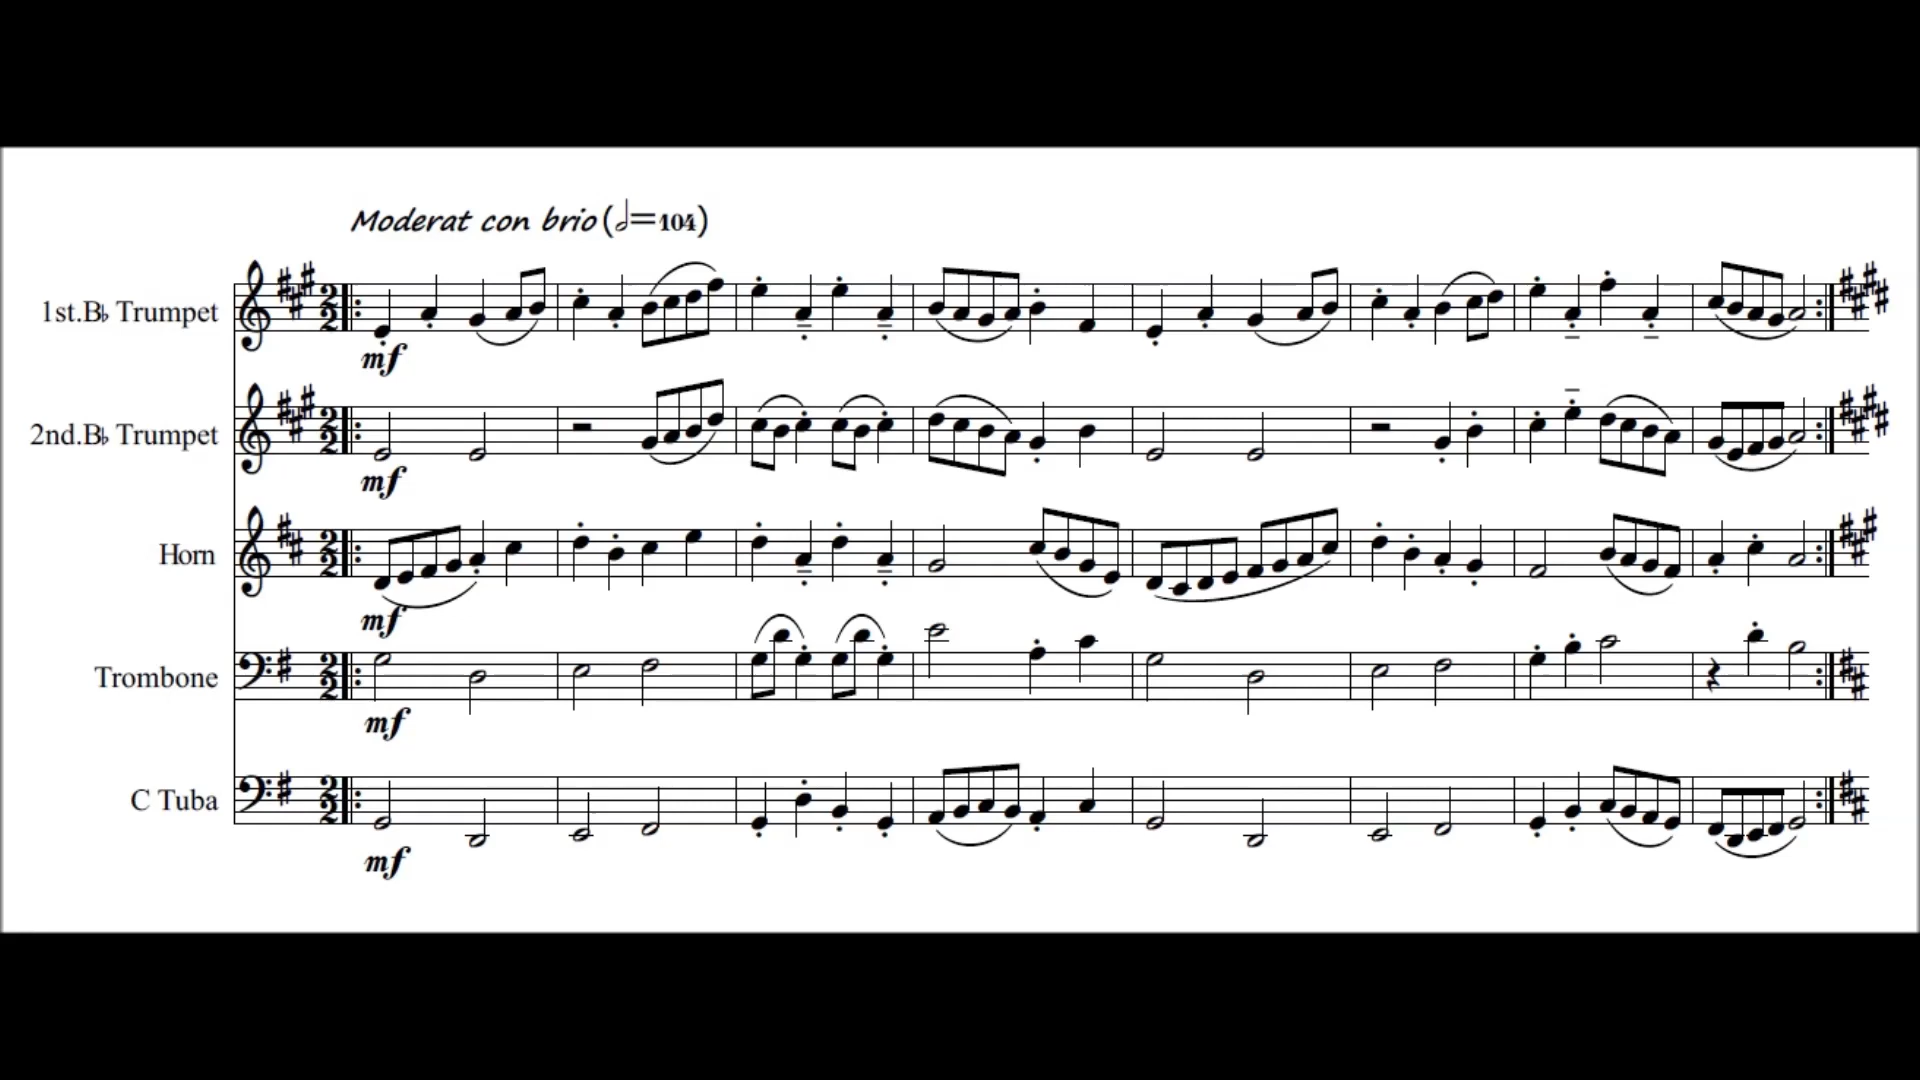 Moderat con brio (𝅗𝅥=104)
1st.B♭ Trumpet
mf
2nd.B♭ Trumpet
mf
Horn
mf
Trombone
mf
C Tuba
mf